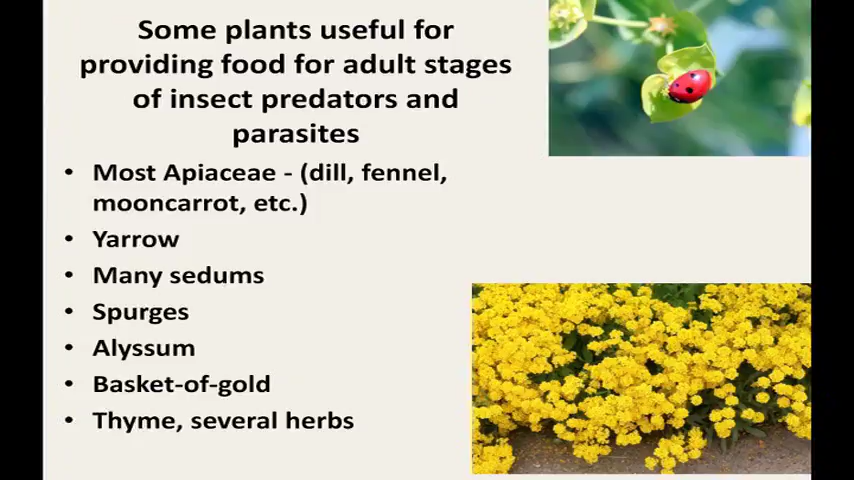 Some plants useful for
providing food for adult stages
of insect predators and
parasites
• Most Apiaceae - (dill, fennel,
mooncarrot, etc.)
• Yarrow
• Many sedums
• Spurges
• Alyssum
• Basket-of-gold
• Thyme, several herbs